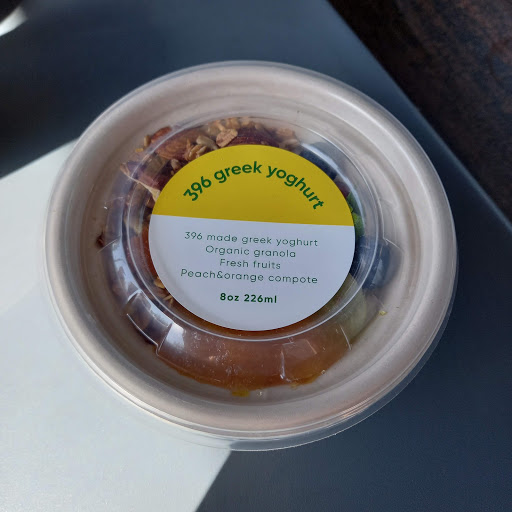 396 greek yoghurt
396 made greek yoghurt
Organic granola
Fresh fruits
Peach&orange compote
8oz 226ml